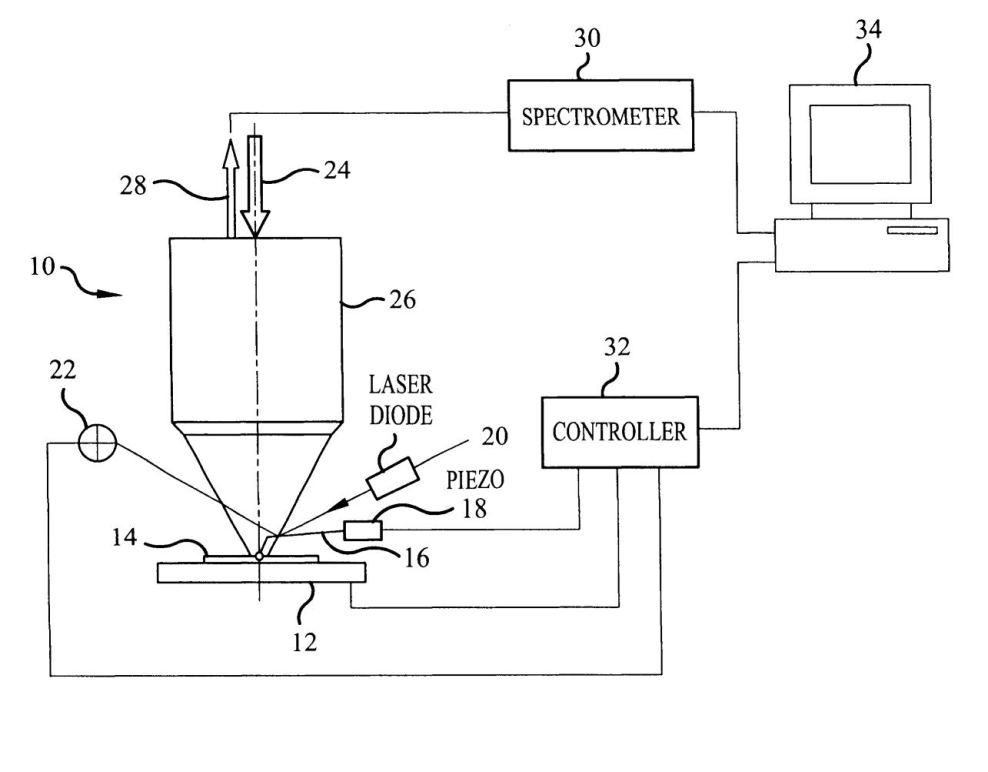 30
34
SPECTROMETER
24
28
10
26
32
22
LASER
DIODE
CONTROLLER
20
PIEZO
18
14
16
12